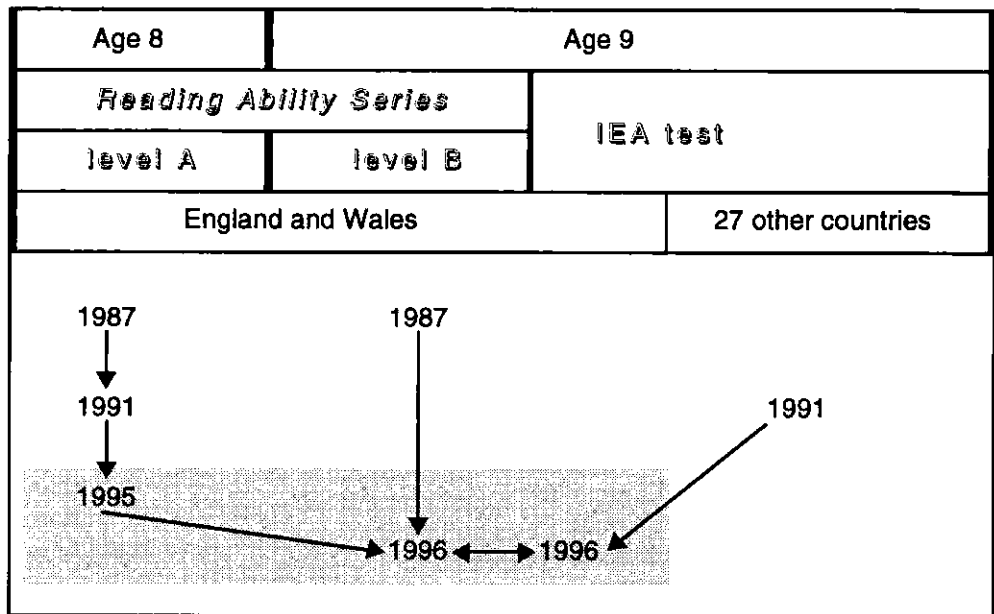 Age 8 Age 9
Reading Ability Series
IEA test
level A level B
England and Wales 27 other countries
1987 1987
1991 1991
1995
1996 1996